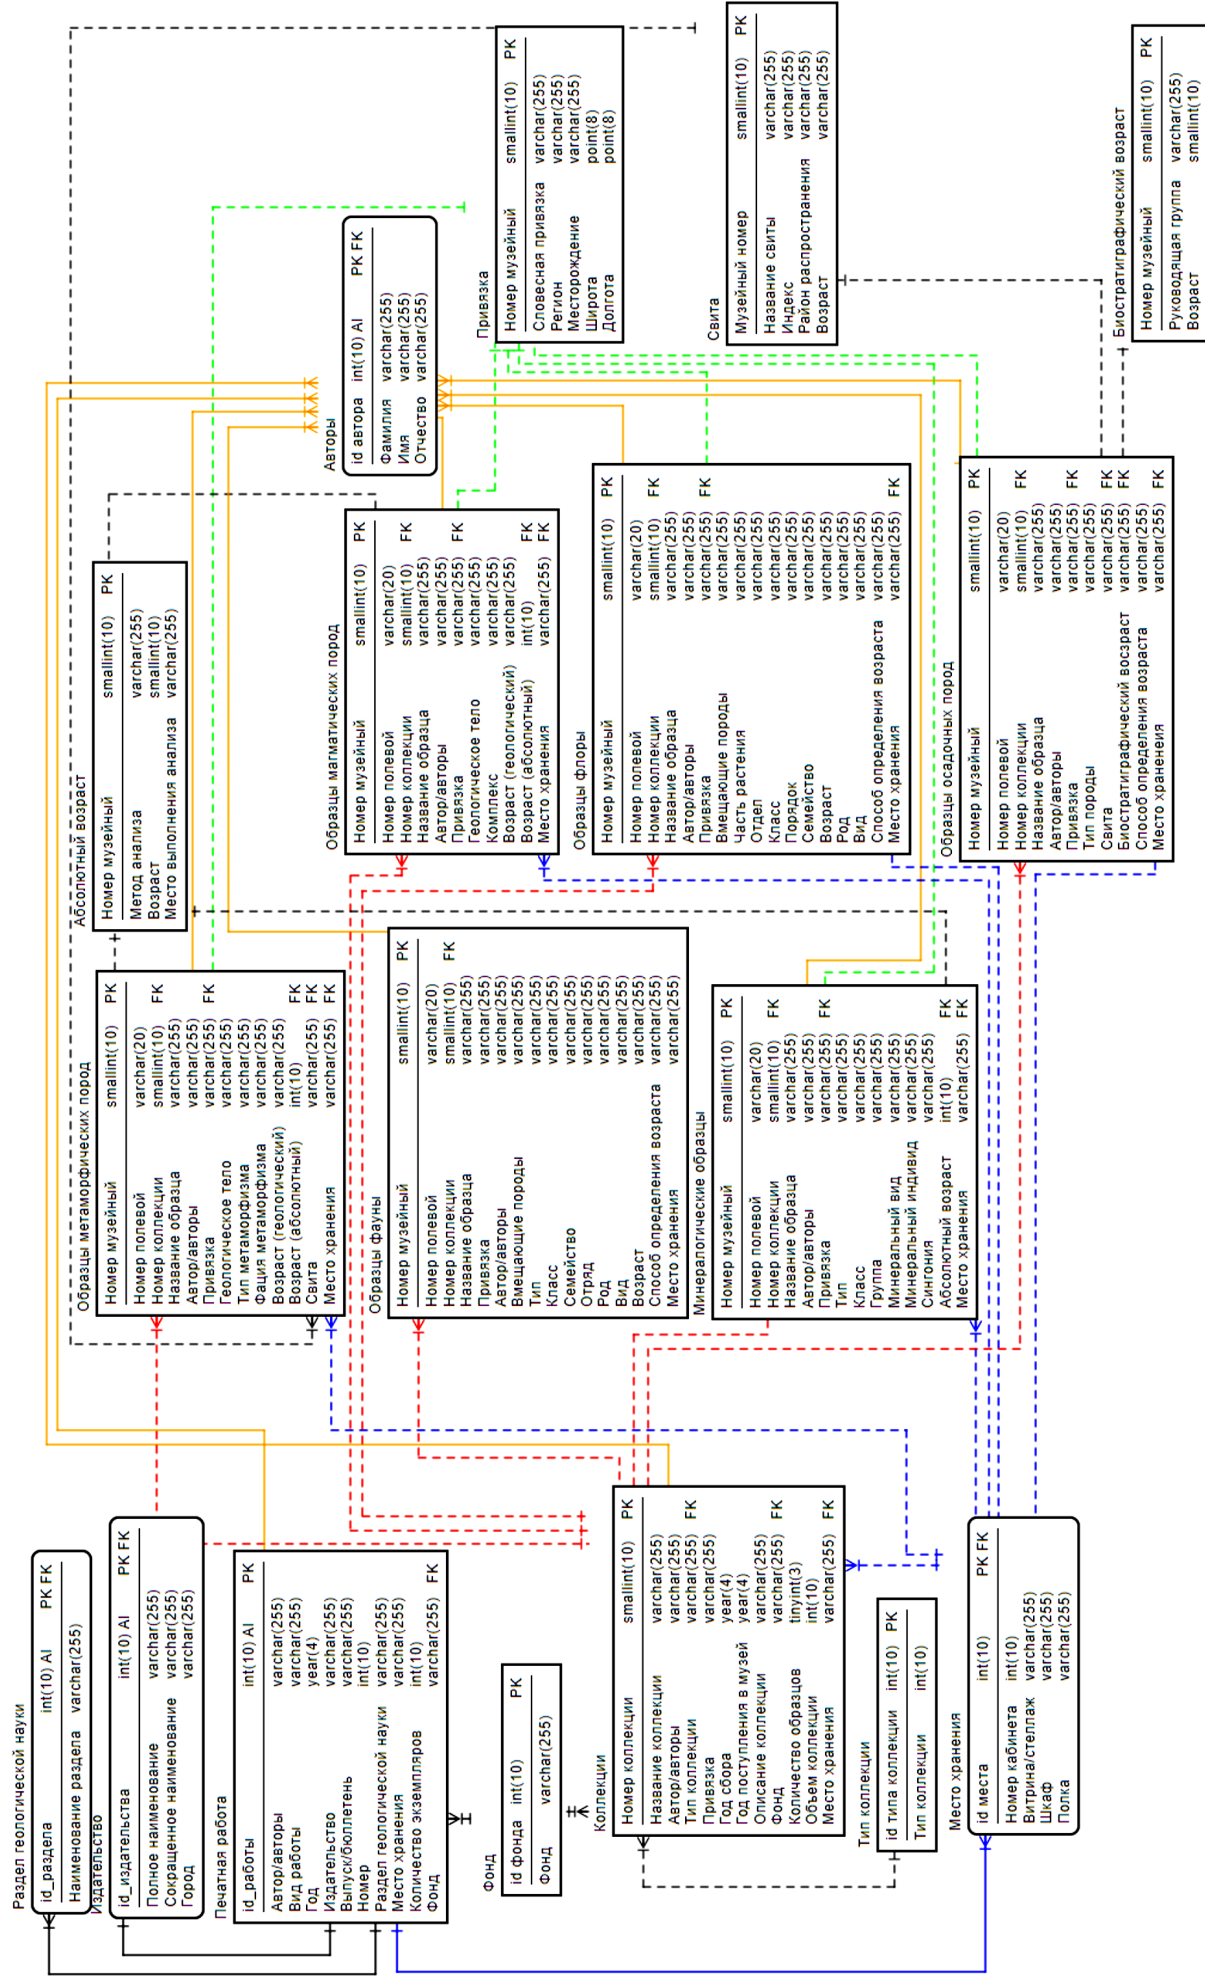 Раздел геологической науки
id_раздела int(10) AI PK FK
Наименование раздела varchar(255)
Издательство
id_издательства int(10) AI PK FK
Полное наименование varchar(255)
Сокращенное наименование varchar(255)
Город varchar(255)
Печатная работа
id_работы int(10) AI PK
Автор/авторы varchar(255)
Вид работы varchar(255)
Год year(4)
Издательство varchar(255)
Выпуск/бюллетень varchar(255)
Номер int(10)
Раздел геологической науки varchar(255)
Место хранения varchar(255)
Количество экземпляров int(10)
Фонд varchar(255) FK
Фонд
id фонда int(10) PK
Фонд varchar(255)
Коллекции
Номер коллекции smallint(10) PK
Название коллекции varchar(255)
Автор/авторы varchar(255)
Тип коллекции varchar(255) FK
Привязка varchar(255)
Год сбора year(4)
Год поступления в музей year(4)
Описание коллекции varchar(255)
Фонд varchar(255) FK
Количество образцов tinyint(3)
Объем коллекции int(10)
Место хранения varchar(255) FK
Тип коллекции
id типа коллекции int(10) PK
Тип коллекции int(10)
Место хранения
id места int(10) PK FK
Номер кабинета int(10)
Витрина/стеллаж varchar(255)
Шкаф varchar(255)
Полка varchar(255)
Образцы метаморфических пород
Номер музейный smallint(10) PK
Номер полевой varchar(20)
Номер коллекции smallint(10) FK
Название образца varchar(255)
Автор/авторы varchar(255)
Привязка varchar(255) FK
Геологическое тело varchar(255)
Тип метаморфизма varchar(255)
Фация метаморфизма varchar(255)
Возраст (геологический) varchar(255)
Возраст (абсолютный) int(10) FK
Свита varchar(255) FK
Место хранения varchar(255) FK
Образцы фауны
Номер музейный smallint(10) PK
Номер полевой varchar(20)
Номер коллекции smallint(10) FK
Название образца varchar(255)
Привязка varchar(255)
Автор/авторы varchar(255)
Вмещающие породы varchar(255)
Тип varchar(255)
Класс varchar(255)
Семейство varchar(255)
Отряд varchar(255)
Род varchar(255)
Вид varchar(255)
Возраст varchar(255)
Способ определения возраста varchar(255)
Место хранения varchar(255)
Минералогические образцы
Номер музейный smallint(10) PK
Номер полевой varchar(20)
Номер коллекции smallint(10) FK
Название образца varchar(255)
Автор/авторы varchar(255)
Привязка varchar(255) FK
Тип varchar(255)
Класс varchar(255)
Группа varchar(255)
Минеральный вид varchar(255)
Минеральный индивид varchar(255)
Сингония varchar(255)
Абсолютный возраст int(10) FK
Место хранения varchar(255) FK
Абсолютный возраст
Номер музейный smallint(10) PK
Метод анализа varchar(255)
Возраст smallint(10)
Место выполнения анализа varchar(255)
Образцы магматических пород
Номер музейный smallint(10) PK
Номер полевой varchar(20)
Номер коллекции smallint(10) FK
Название образца varchar(255)
Автор/авторы varchar(255)
Привязка varchar(255) FK
Геологическое тело varchar(255)
Комплекс varchar(255)
Возраст (геологический) varchar(255)
Возраст (абсолютный) int(10) FK
Место хранения varchar(255) FK
Образцы флоры
Номер музейный smallint(10) PK
Номер полевой varchar(20)
Номер коллекции smallint(10) FK
Название образца varchar(255)
Автор/авторы varchar(255)
Привязка varchar(255) FK
Вмещающие породы varchar(255)
Часть растения varchar(255)
Отдел varchar(255)
Класс varchar(255)
Порядок varchar(255)
Семейство varchar(255)
Возраст varchar(255)
Род varchar(255)
Вид varchar(255)
Способ определения возраста varchar(255)
Место хранения varchar(255) FK
Образцы осадочных пород
Номер музейный smallint(10) PK
Номер полевой varchar(20)
Номер коллекции smallint(10) FK
Название образца varchar(255)
Автор/авторы varchar(255)
Привязка varchar(255) FK
Тип породы varchar(255)
Свита varchar(255) FK
Биостратиграфический восзраст varchar(255) FK
Способ определения возраста varchar(255)
Место хранения varchar(255) FK
Авторы
id автора int(10) AI PK FK
Фамилия varchar(255)
Имя varchar(255)
Отчество varchar(255)
Привязка
Номер музейный smallint(10) PK
Словесная привязка varchar(255)
Регион varchar(255)
Месторождение varchar(255)
Широта point(8)
Долгота point(8)
Свита
Музейный номер smallint(10) PK
Название свиты varchar(255)
Индекс varchar(255)
Район распространения varchar(255)
Возраст varchar(255)
Биостратиграфический возраст
Номер музейный smallint(10) PK
Руководящая группа varchar(255)
Возраст smallint(10)